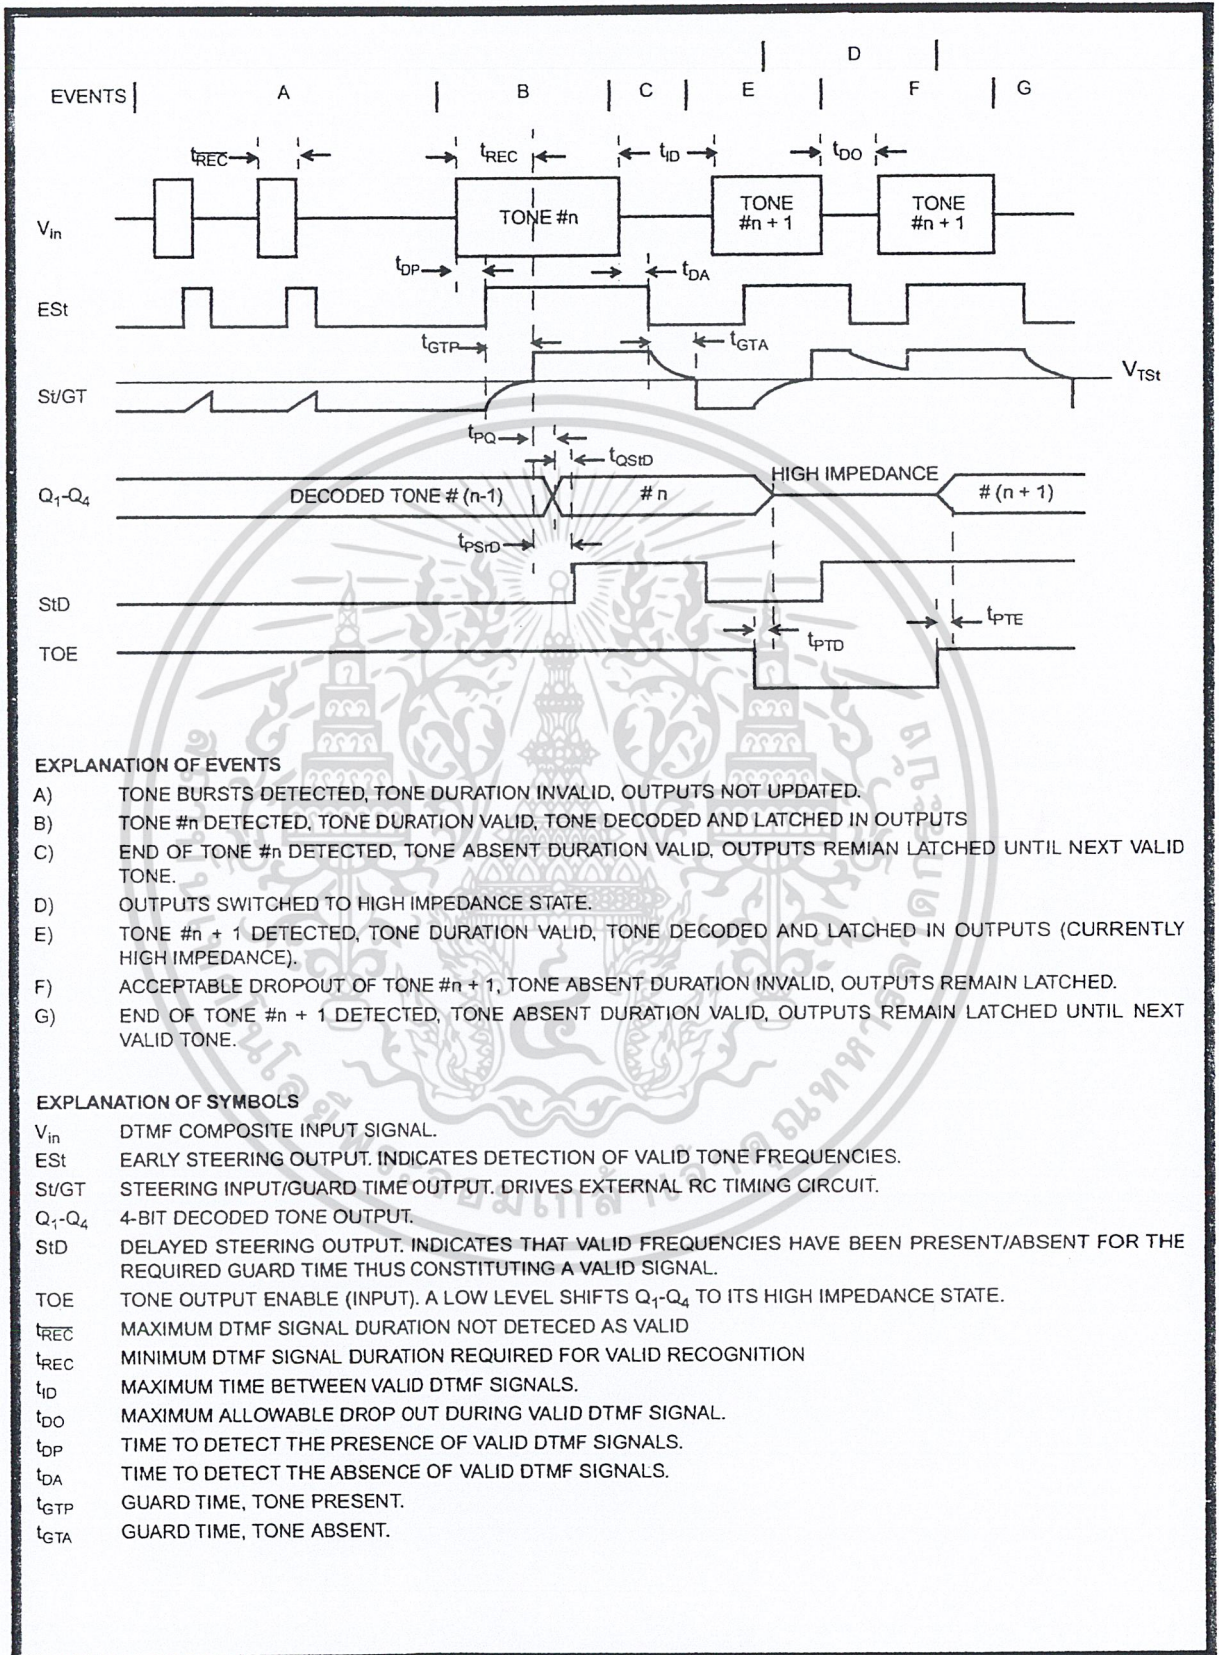 D
EVENTS A B C E F G
tREC tREC tID tDO
Vin TONE #n TONE #n + 1 TONE #n + 1
tDP tDA
ESt
tGTP tGTA
St/GT VTSt
tPQ tQStD
Q1-Q4 DECODED TONE # (n-1) # n HIGH IMPEDANCE # (n + 1)
tPSrD
StD
tPTE
tPTD
TOE
EXPLANATION OF EVENTS
A) TONE BURSTS DETECTED, TONE DURATION INVALID, OUTPUTS NOT UPDATED.
B) TONE #n DETECTED, TONE DURATION VALID, TONE DECODED AND LATCHED IN OUTPUTS
C) END OF TONE #n DETECTED, TONE ABSENT DURATION VALID, OUTPUTS REMIAN LATCHED UNTIL NEXT VALID
TONE.
D) OUTPUTS SWITCHED TO HIGH IMPEDANCE STATE.
E) TONE #n + 1 DETECTED, TONE DURATION VALID, TONE DECODED AND LATCHED IN OUTPUTS (CURRENTLY
HIGH IMPEDANCE).
F) ACCEPTABLE DROPOUT OF TONE #n + 1, TONE ABSENT DURATION INVALID, OUTPUTS REMAIN LATCHED.
G) END OF TONE #n + 1 DETECTED, TONE ABSENT DURATION VALID, OUTPUTS REMAIN LATCHED UNTIL NEXT
VALID TONE.
EXPLANATION OF SYMBOLS
Vin DTMF COMPOSITE INPUT SIGNAL.
ESt EARLY STEERING OUTPUT. INDICATES DETECTION OF VALID TONE FREQUENCIES.
St/GT STEERING INPUT/GUARD TIME OUTPUT. DRIVES EXTERNAL RC TIMING CIRCUIT.
Q1-Q4 4-BIT DECODED TONE OUTPUT.
StD DELAYED STEERING OUTPUT. INDICATES THAT VALID FREQUENCIES HAVE BEEN PRESENT/ABSENT FOR THE
REQUIRED GUARD TIME THUS CONSTITUTING A VALID SIGNAL.
TOE TONE OUTPUT ENABLE (INPUT). A LOW LEVEL SHIFTS Q1-Q4 TO ITS HIGH IMPEDANCE STATE.
tREC MAXIMUM DTMF SIGNAL DURATION NOT DETECED AS VALID
tREC MINIMUM DTMF SIGNAL DURATION REQUIRED FOR VALID RECOGNITION
tID MAXIMUM TIME BETWEEN VALID DTMF SIGNALS.
tDO MAXIMUM ALLOWABLE DROP OUT DURING VALID DTMF SIGNAL.
tDP TIME TO DETECT THE PRESENCE OF VALID DTMF SIGNALS.
tDA TIME TO DETECT THE ABSENCE OF VALID DTMF SIGNALS.
tGTP GUARD TIME, TONE PRESENT.
tGTA GUARD TIME, TONE ABSENT.